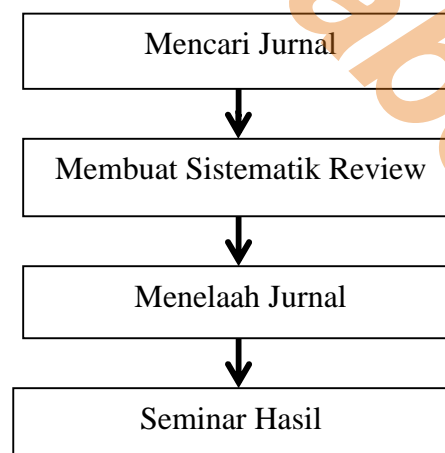 Mencari Jurnal
Membuat Sistematik Review
Menelaah Jurnal
Seminar Hasil